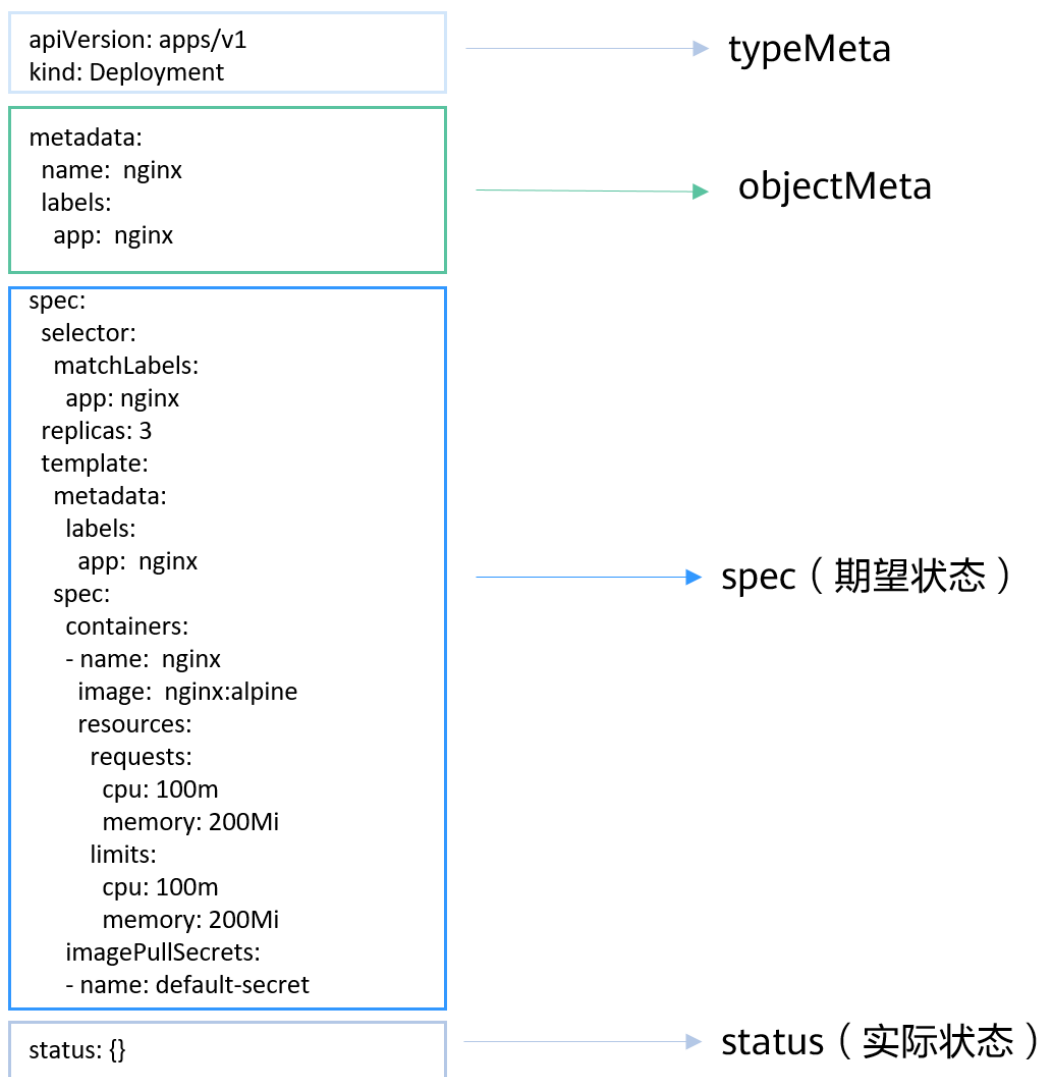 apiVersion: apps/v1
kind: Deployment
typeMeta
metadata:
  name:  nginx
  labels:
    app:  nginx
objectMeta
spec:
  selector:
    matchLabels:
      app: nginx
  replicas: 3
  template:
    metadata:
      labels:
        app:  nginx
    spec:
      containers:
      - name:  nginx
        image:  nginx:alpine
        resources:
          requests:
            cpu: 100m
            memory: 200Mi
          limits:
            cpu: 100m
            memory: 200Mi
      imagePullSecrets:
      - name: default-secret
spec（期望状态）
status: {}
status（实际状态）